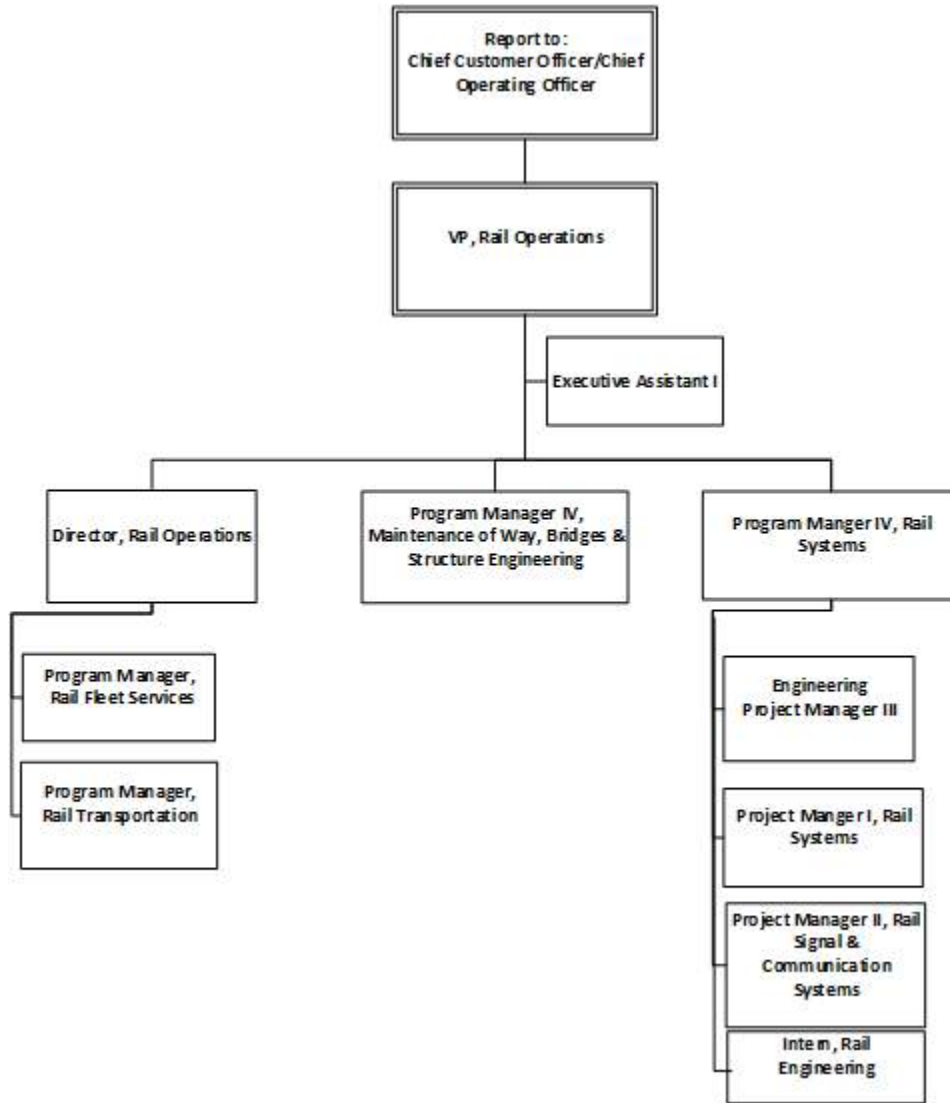 Report to:
Chief Customer Officer/Chief
Operating Officer
VP, Rail Operations
Executive Assistant I
Director, Rail Operations
Program Manager IV,
Maintenance of Way, Bridges &
Structure Engineering
Program Manger IV, Rail
Systems
Program Manager,
Rail Fleet Services
Program Manager,
Rail Transportation
Engineering
Project Manager III
Project Manger I, Rail
Systems
Project Manager II, Rail
Signal &
Communication
Systems
Intern, Rail
Engineering